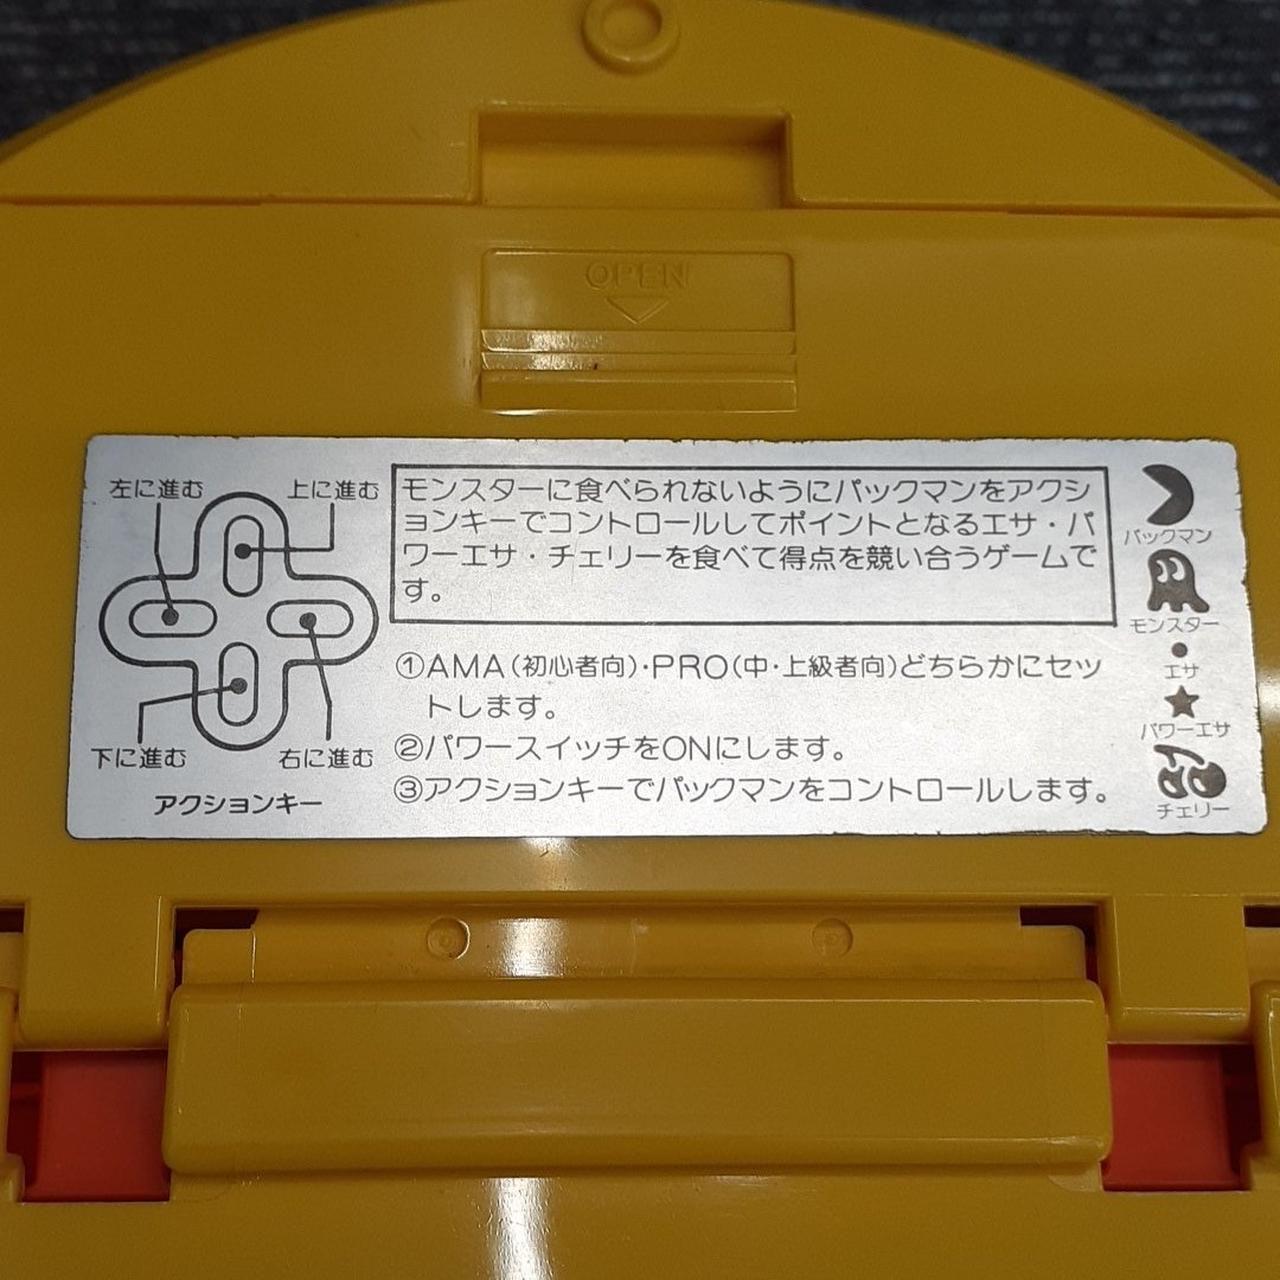 OPEN
左に進む
上に進む
下に進む
右に進む
アクションキー
モンスターに食べられないようにパックマンをアクシ
ョンキーでコントロールしてポイントとなるエサ・パ
ワーエサ・チェリーを食べて得点を競い合うゲームで
す。
①AMA(初心者向)・PRO(中・上級者向)どちらかにセッ
トします。
②パワースイッチをONにします。
③アクションキーでパックマンをコントロールします。
パックマン
モンスター
エサ
パワーエサ
チェリー